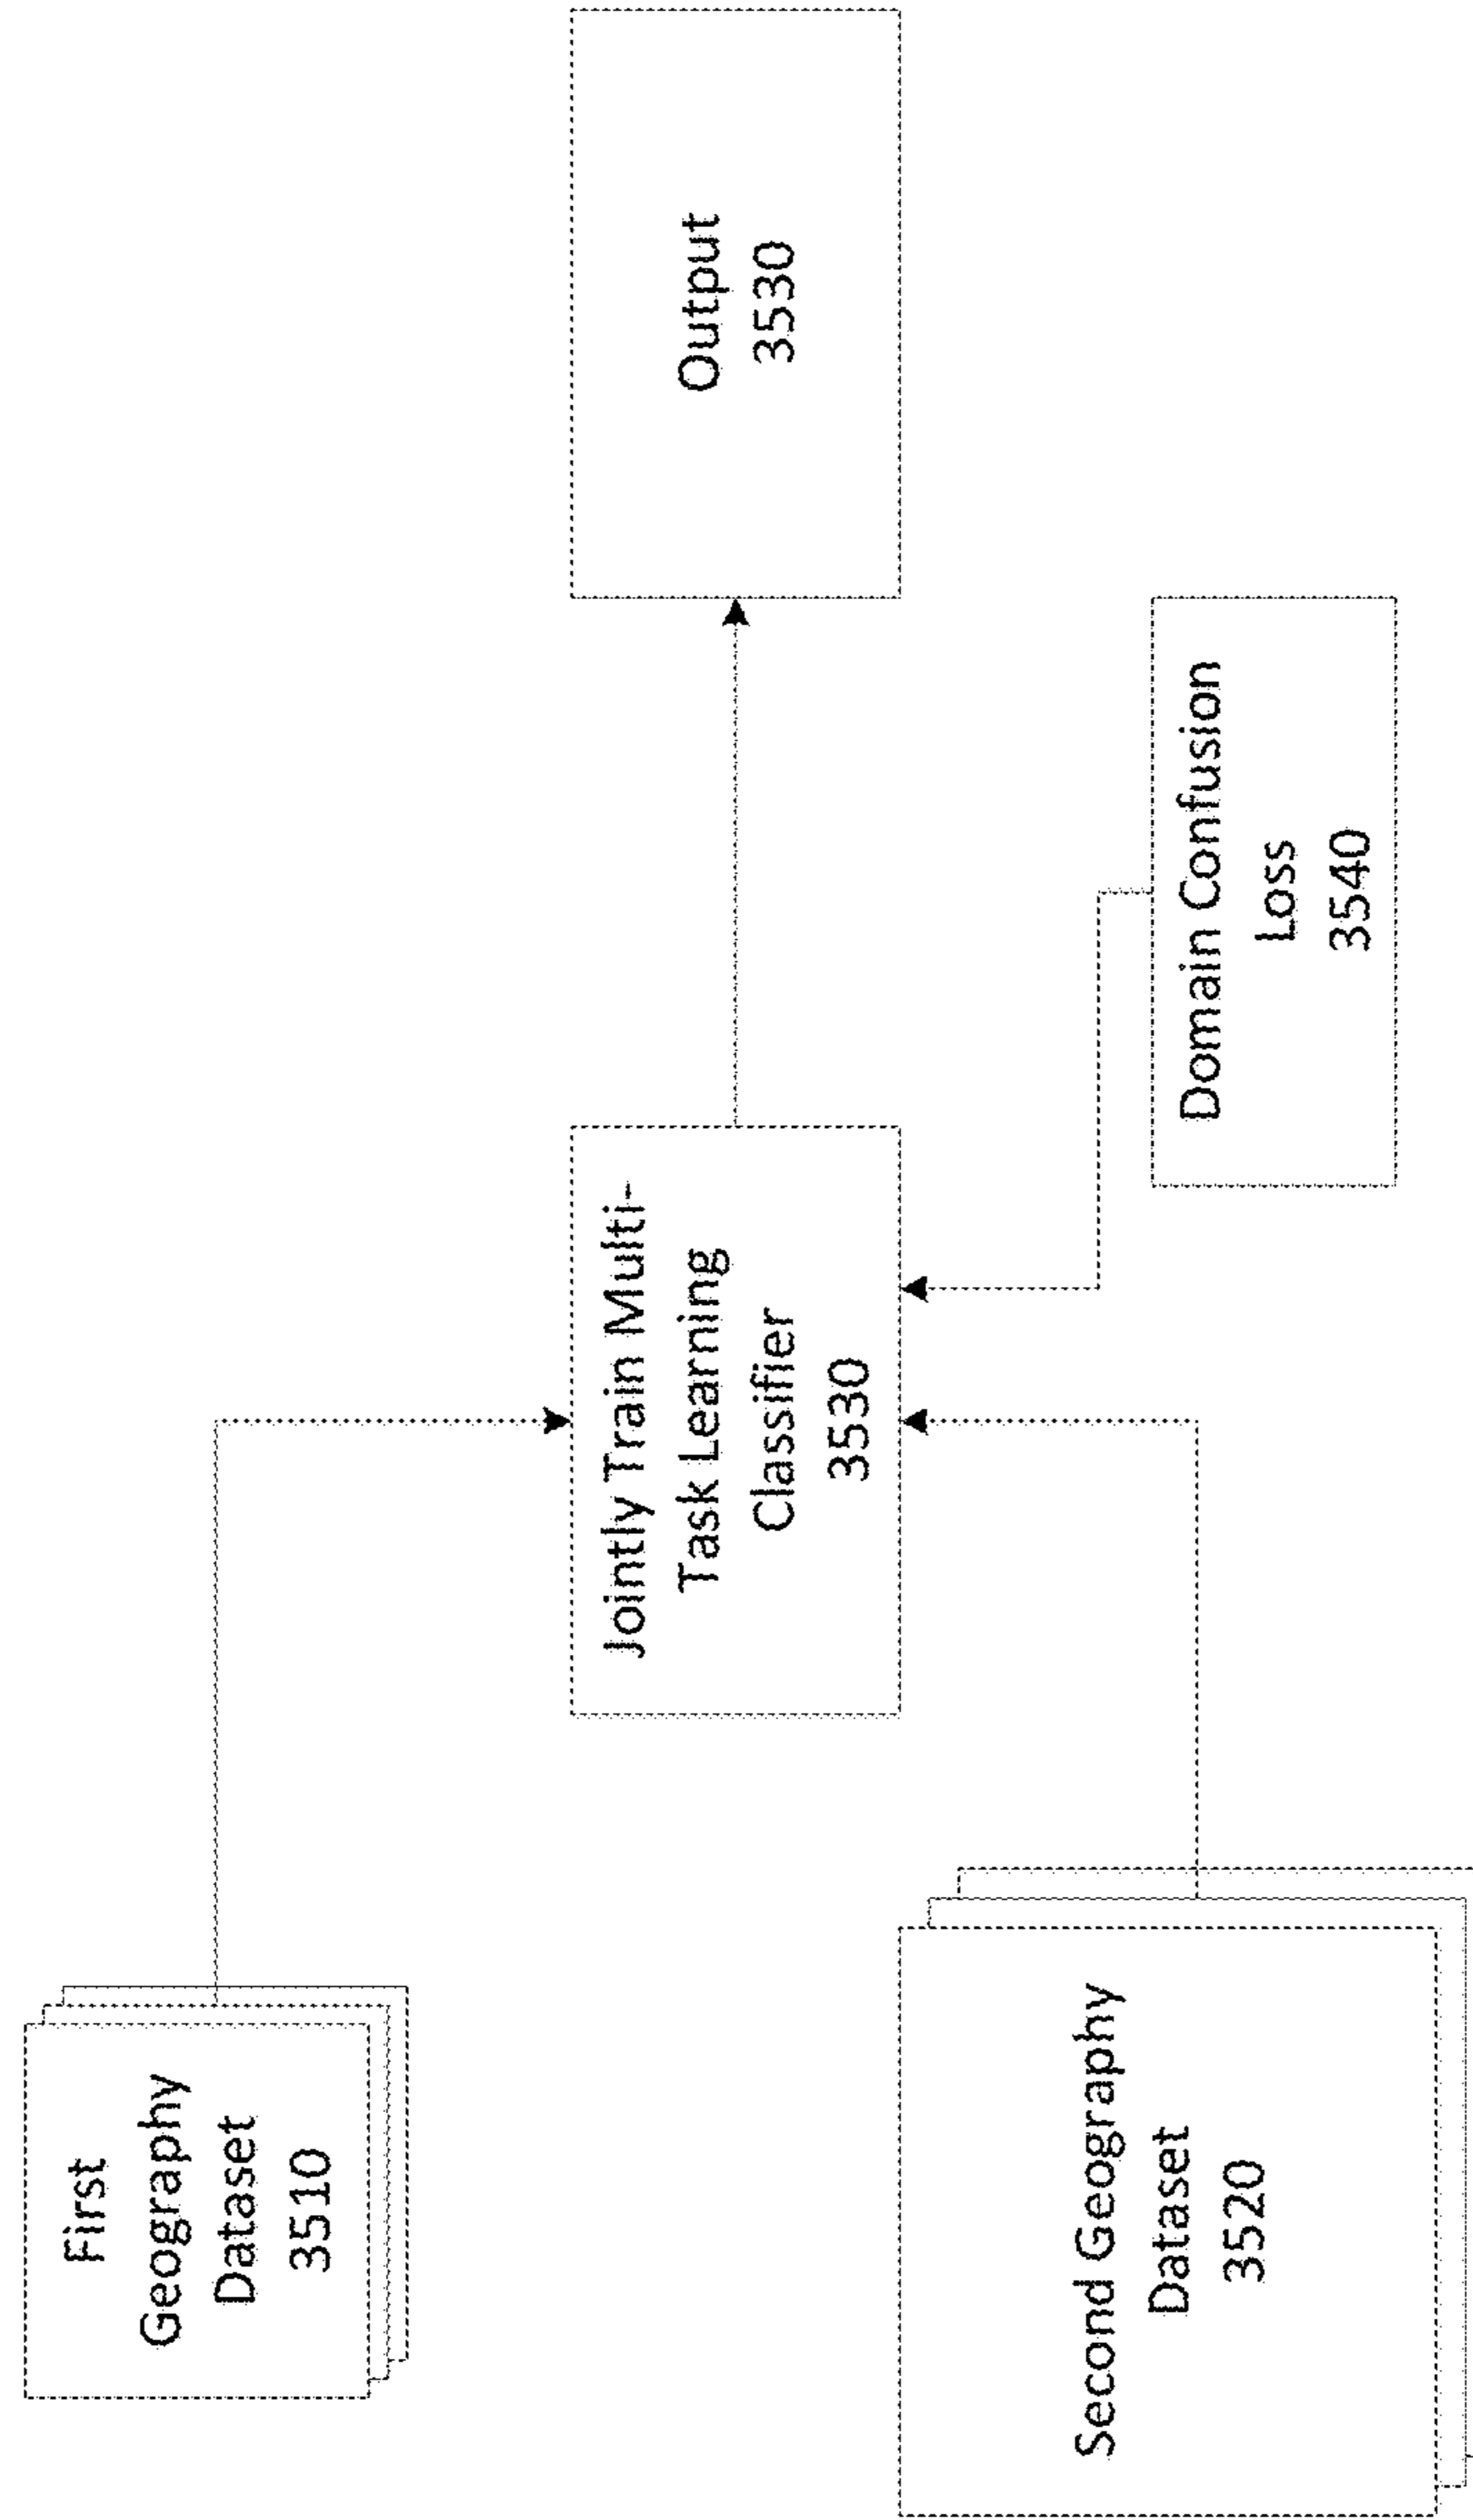 First
Geography
Dataset
3510
Second Geography
Dataset
3520
Jointly Train Multi-
Task Learning
Classifier
3530
Domain Confusion
Loss
3540
Output
3530